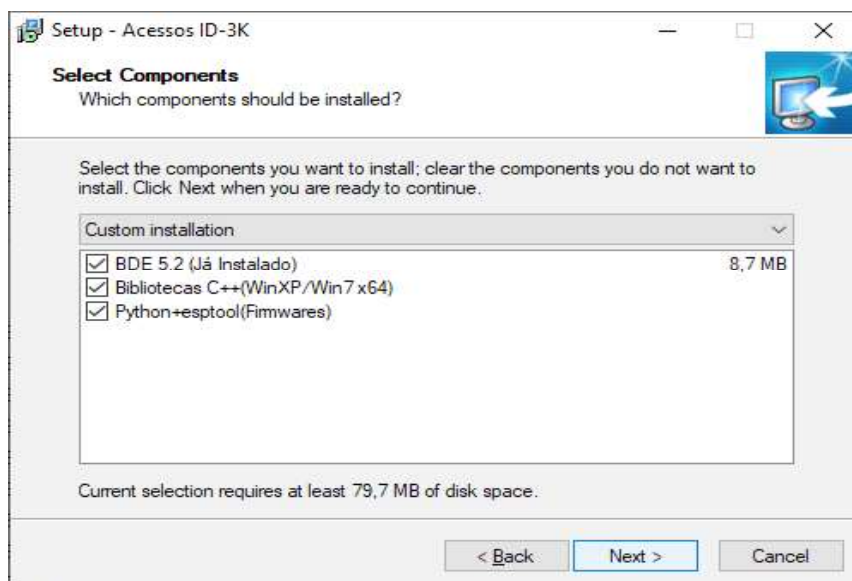 Setup - Acessos ID-3K
Select Components
Which components should be installed?
Select the components you want to install; clear the components you do not want to
install. Click Next when you are ready to continue.
Custom installation
BDE 5.2 (Já Instalado) 8,7 MB
Bibliotecas C++(WinXP/Win7 x64)
Python+esptool(Firmwares)
Current selection requires at least 79,7 MB of disk space.
< Back Next > Cancel